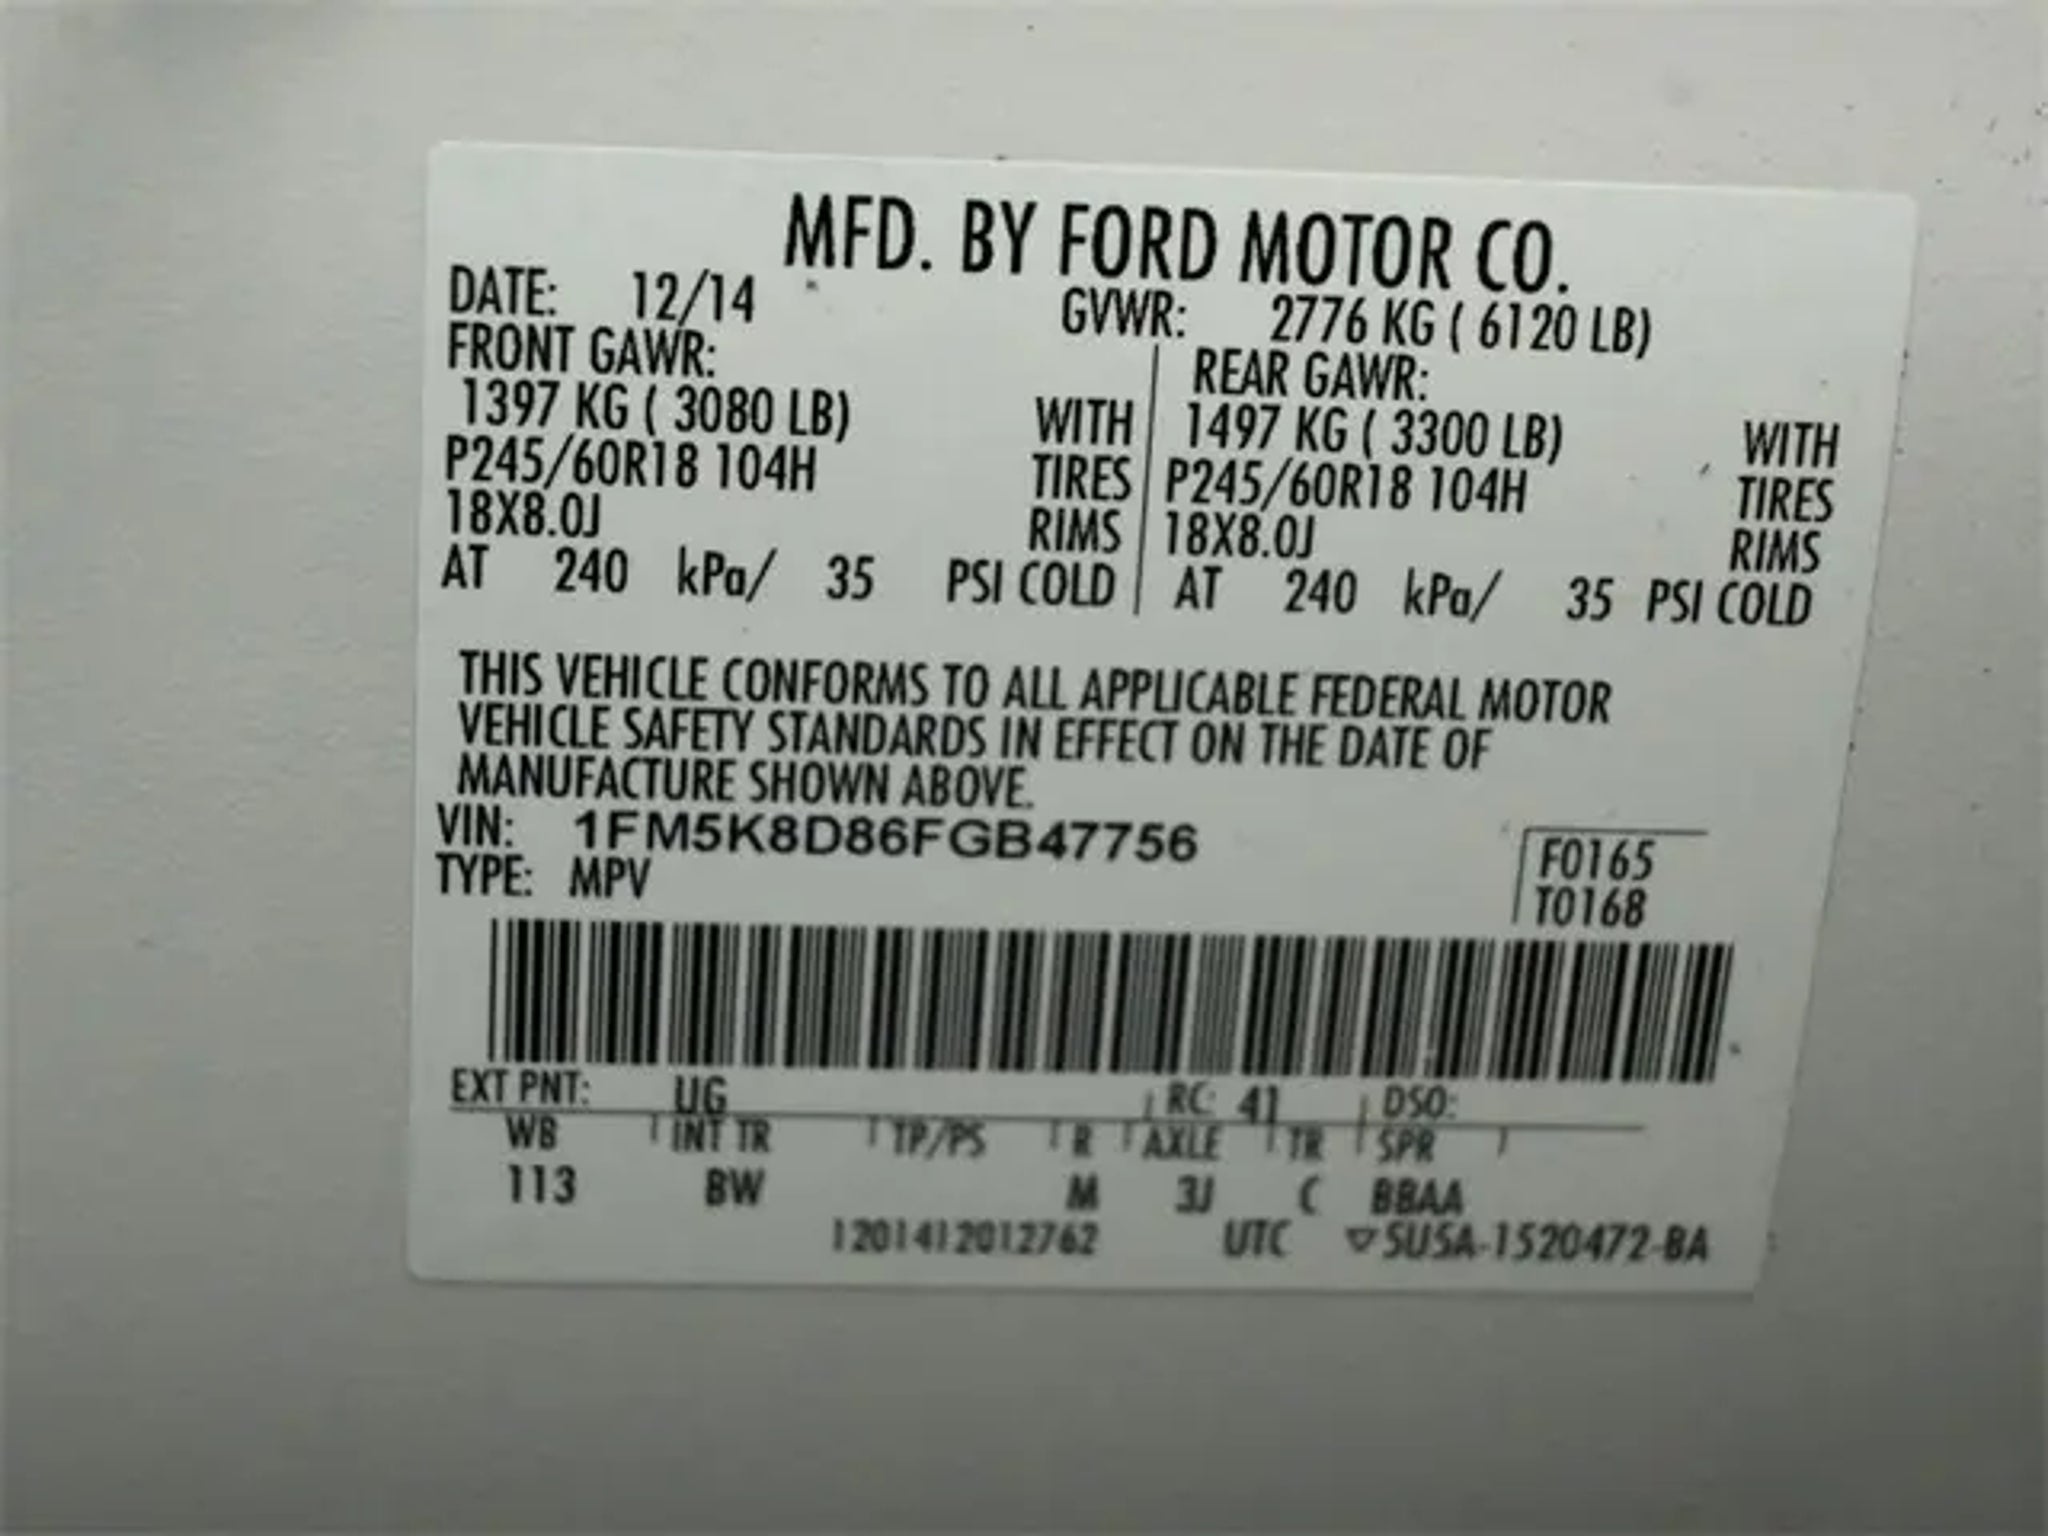 MFD. BY FORD MOTOR CO.
DATE: 12/14 GVWR: 2776 KG ( 6120 LB)
FRONT GAWR: REAR GAWR:
1397 KG ( 3080 LB) WITH 1497 KG ( 3300 LB) WITH
P245/60R18 104H TIRES P245/60R18 104H TIRES
18X8.0J RIMS 18X8.0J RIMS
AT 240 kPa/ 35 PSI COLD AT 240 kPa/ 35 PSI COLD
THIS VEHICLE CONFORMS TO ALL APPLICABLE FEDERAL MOTOR
VEHICLE SAFETY STANDARDS IN EFFECT ON THE DATE OF
MANUFACTURE SHOWN ABOVE.
VIN: 1FM5K8D86FGB47756 F0165
TYPE: MPV T0168
EXT PNT: UG RC: 41 DSO:
WB INT TR TP/PS R AXLE TR SPR
113 BW M 3J C BBAA
1201412012762 UTC ▽SU5A-1520472-BA